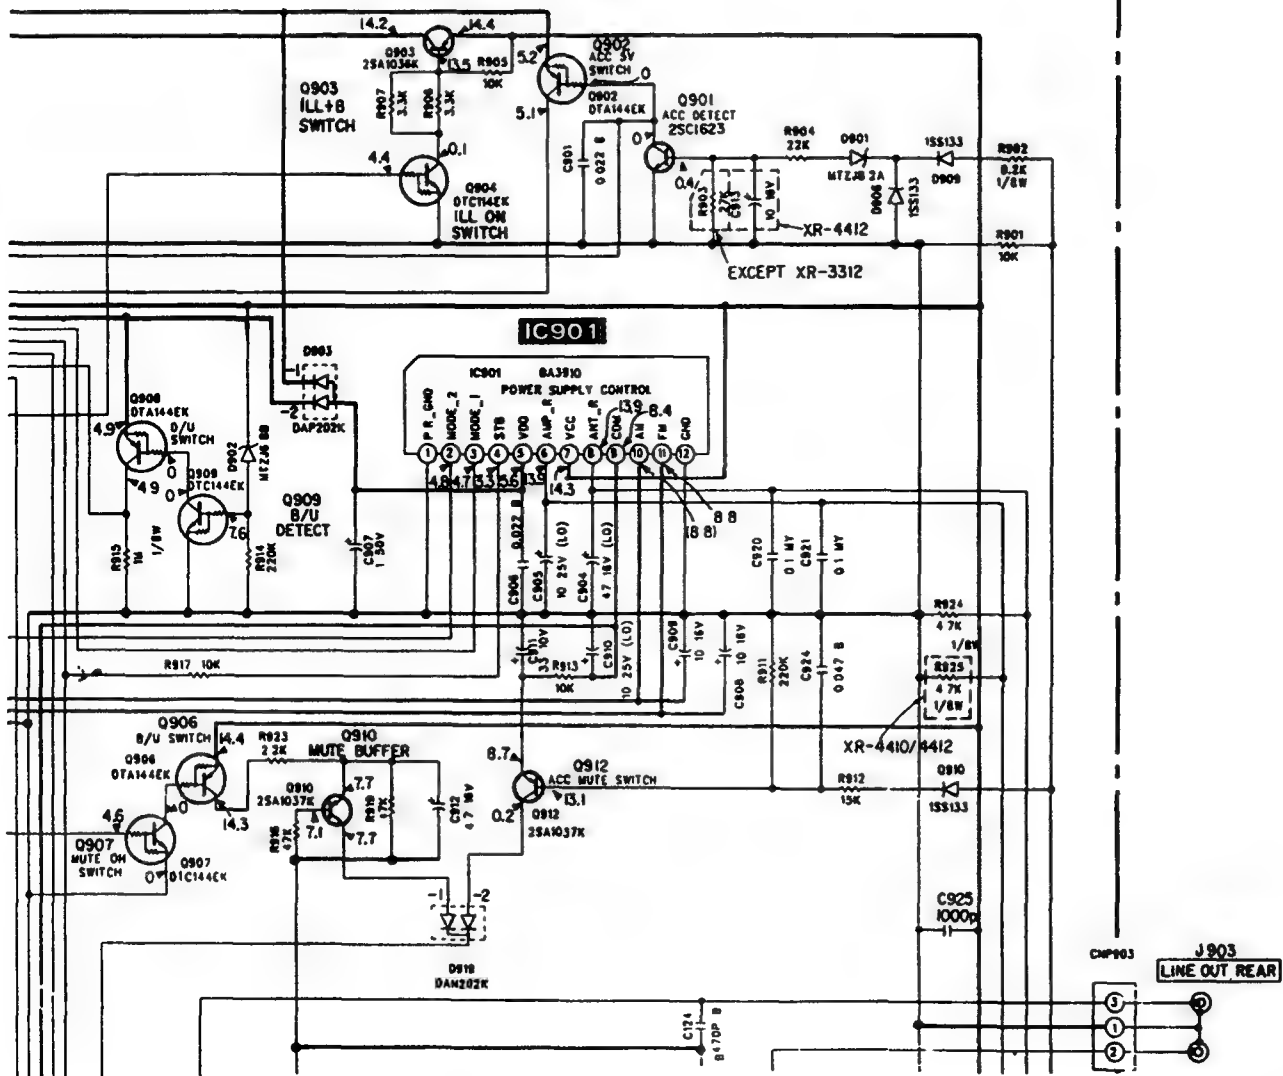 14.2
14.4
Q903
2SA1036K
13.5
R905
10K
5.2
Q902
ACC 5V
SWITCH
0
Q902
DTA144EK
5.1
Q903
ILL+B
SWITCH
R907
3.3K
R906
3.3K
4.4
0.1
Q904
DTC114EK
ILL ON
SWITCH
C901
0.022 B
Q901
ACC DETECT
2SC1623
0
0.4
R903
27K
C913
10 16V
R904
22K
D901
MTZJ8.2A
D906
1SS133
1SS133
D909
R902
8.2K
1/8W
R901
10K
XR-4412
EXCEPT XR-3312
IC901
IC901 BA3910
POWER SUPPLY CONTROL
PR_GND
MODE_2
MODE_1
STB
VDD
AMP_R
VCC
ANT_R
COM
AM
FM
GND
1 2 3 4 5 6 7 8 9 10 11 12
13.9
8.4
4.8
4.7
3.3
5.6
13.9
14.3
8.8
(8.8)
D903
-1
-2
DAP202K
Q908
DTA144EK
4.9
D/U
SWITCH
0
4.9
Q909
DTC144EK
0
7.6
D902
MTZJ6.8B
Q909
B/U
DETECT
R915
1K
1/8W
R914
220K
C907
1 50V
C906
0.022 B
C905
10 25V (LO)
C904
47 16V (LO)
C920
0.1 MY
C921
0.1 MY
C911
33 10V
R913
10K
C910
10 25V (LO)
C909
10 16V
C908
10 16V
R911
220K
C924
0.047 B
R924
4.7K
1/8W
R925
4.7K
1/8W
XR-4410/4412
R917 10K
Q906
B/U SWITCH
14.4
Q906
DTA144EK
0
14.3
R923
2.2K
4.6
Q907
MUTE ON
SWITCH
0
Q907
DTC144EK
Q910
MUTE BUFFER
Q910
2SA1037K
7.7
7.1
7.7
R918
47K
R919
47K
C912
4.7 16V
8.7
Q912
ACC MUTE SWITCH
13.1
0.2
Q912
2SA1037K
R912
15K
D910
1SS133
-1
-2
D919
DAN202K
C925
1000p
C124
470P B
CNP903
3
1
2
J903
LINE OUT REAR